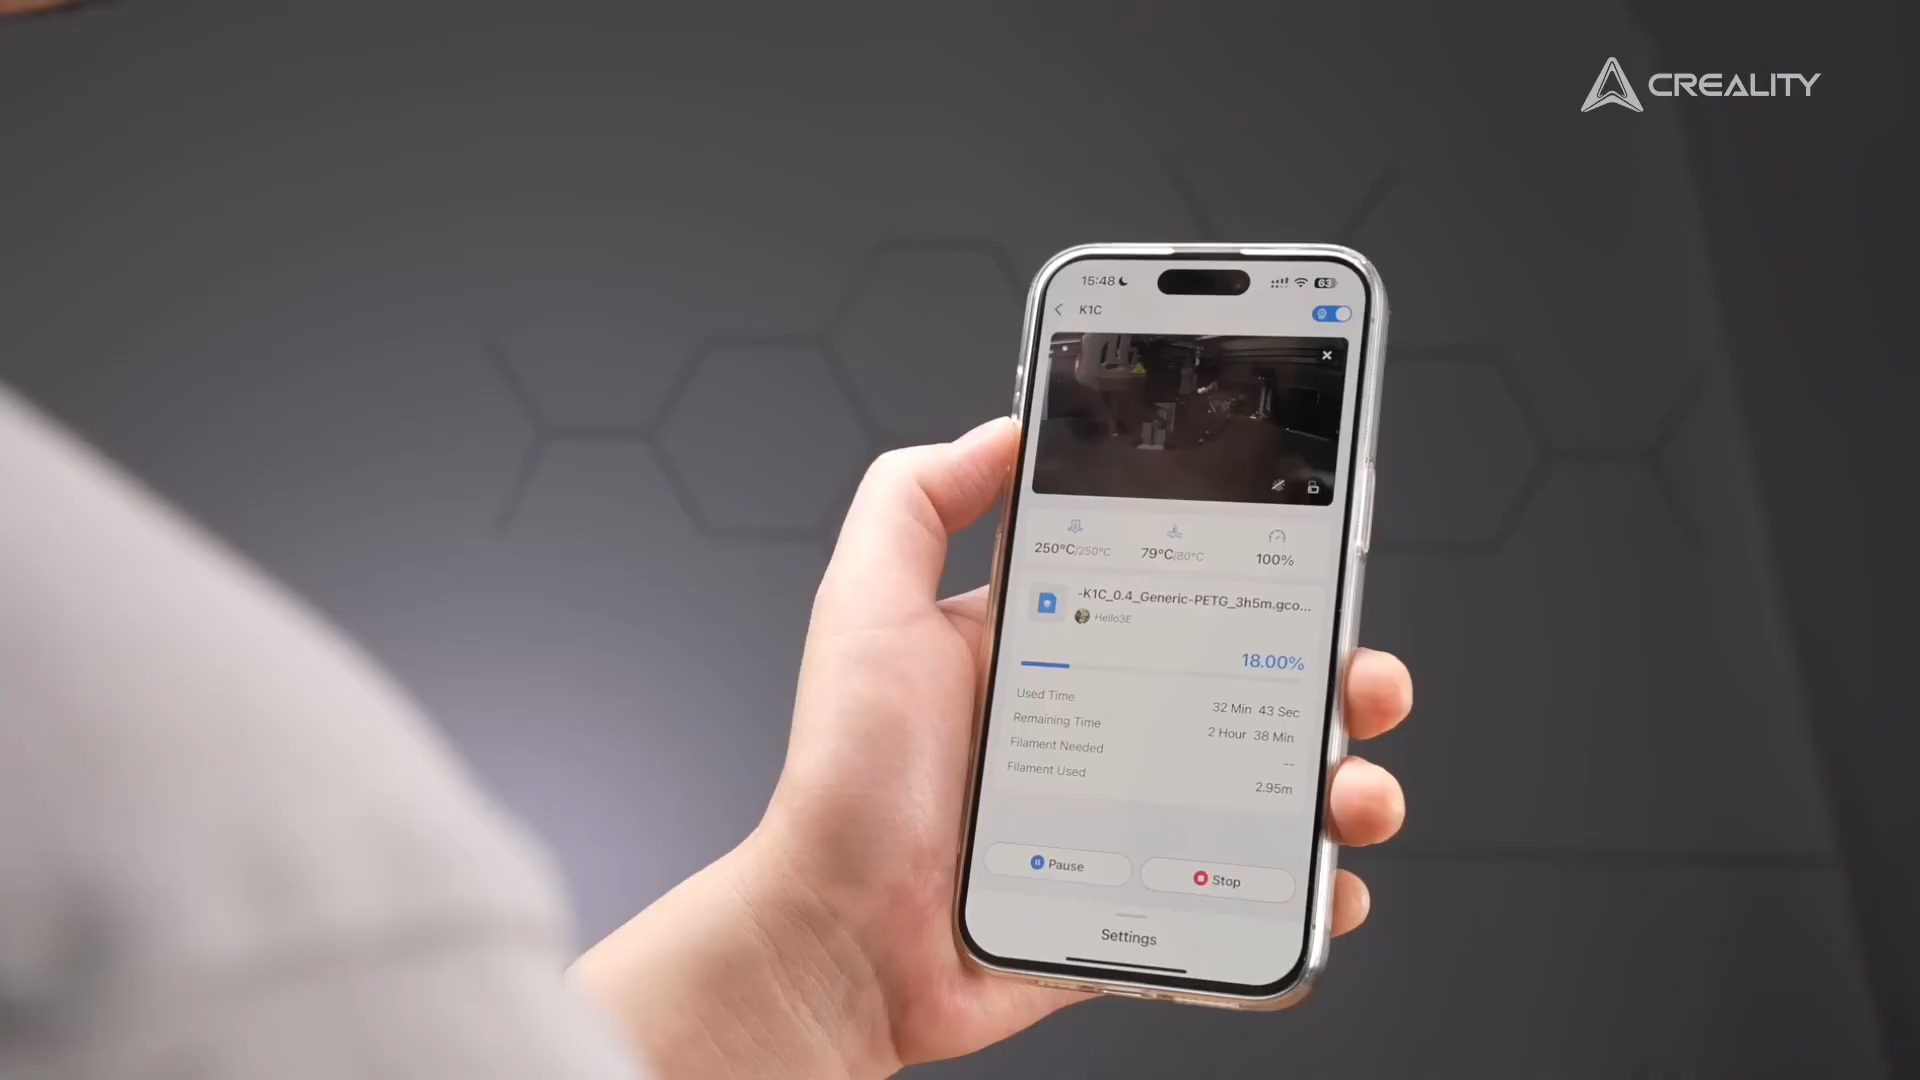 CREALITY
15:48
63
K1C
250°C/250°C
79°C/80°C
100%
-K1C_0.4_Generic-PETG_3h5m.gco...
Hello3E
18.00%
Used Time 32 Min 43 Sec
Remaining Time 2 Hour 38 Min
Filament Needed --
Filament Used 2.95m
Pause
Stop
Settings